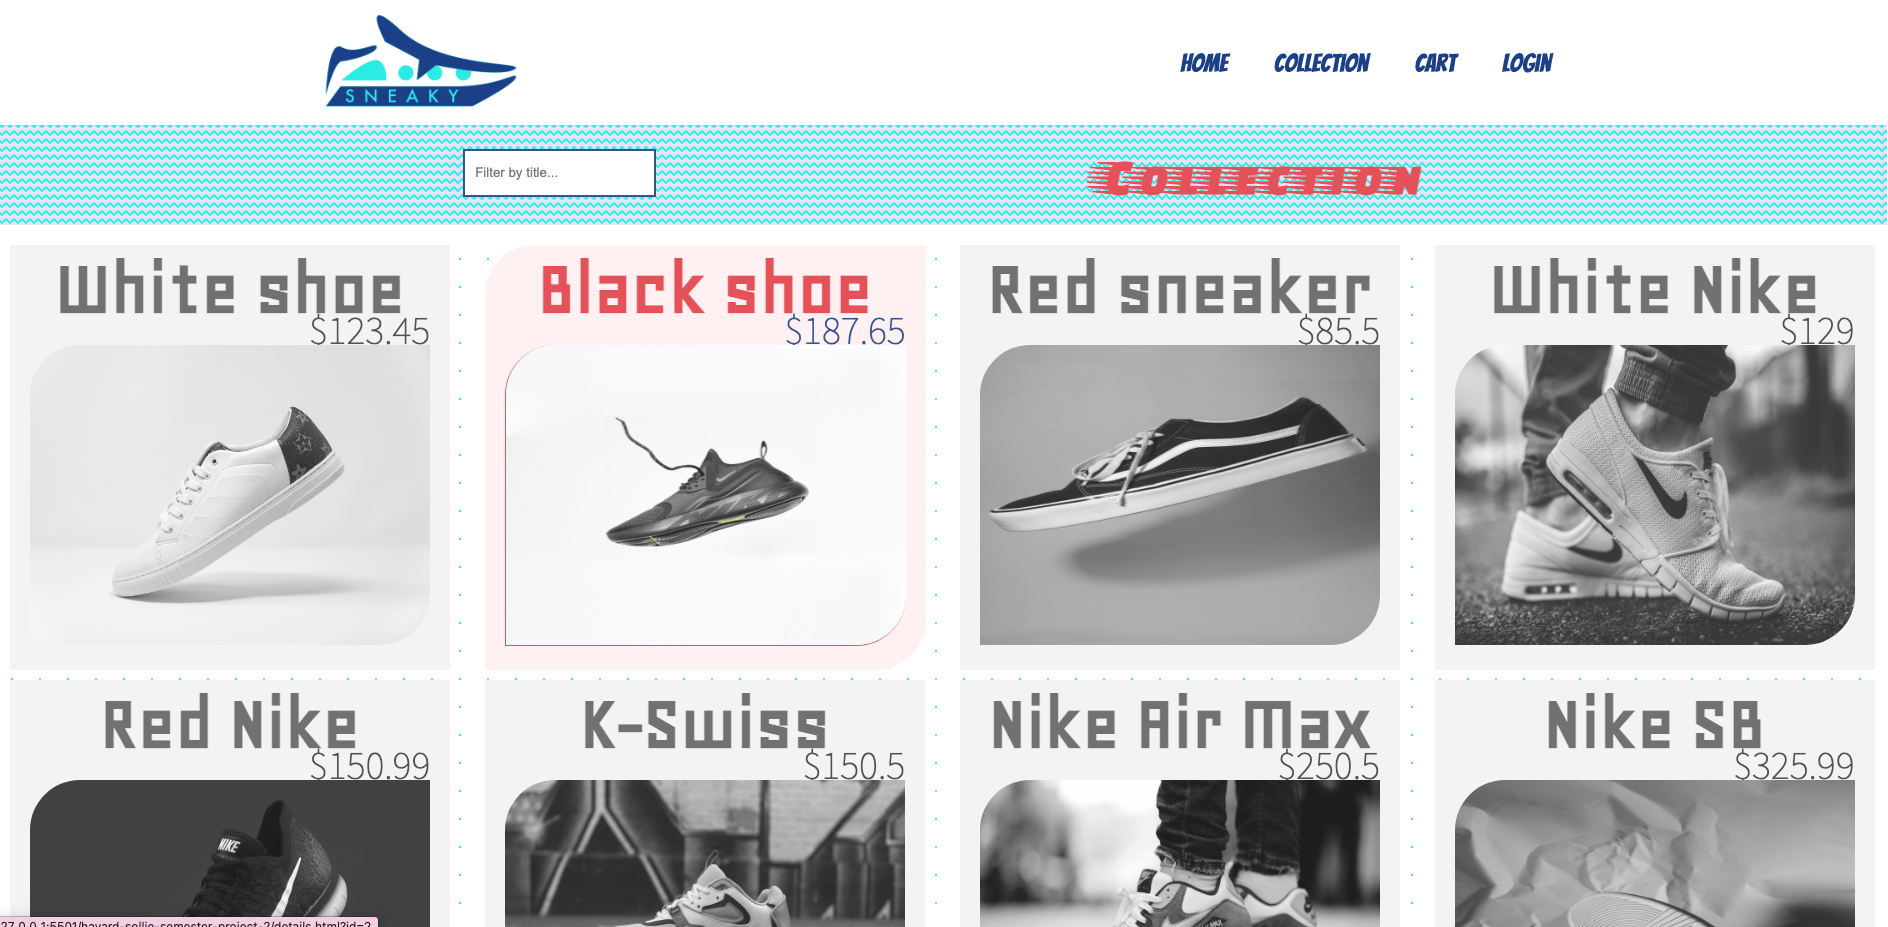 SNEAKY
HOME COLLECTION CART LOGIN
Filter by title...
Collection
White shoe
$123.45
Black shoe
$187.65
Red sneaker
$85.5
White Nike
$129
Red Nike
$150.99
NIKE
K-Swiss
$150.5
Nike Air Max
$250.5
Nike SB
$325.99
27.0.0.1:5501/havard-sollie-semester-project-2/details.html?id=2